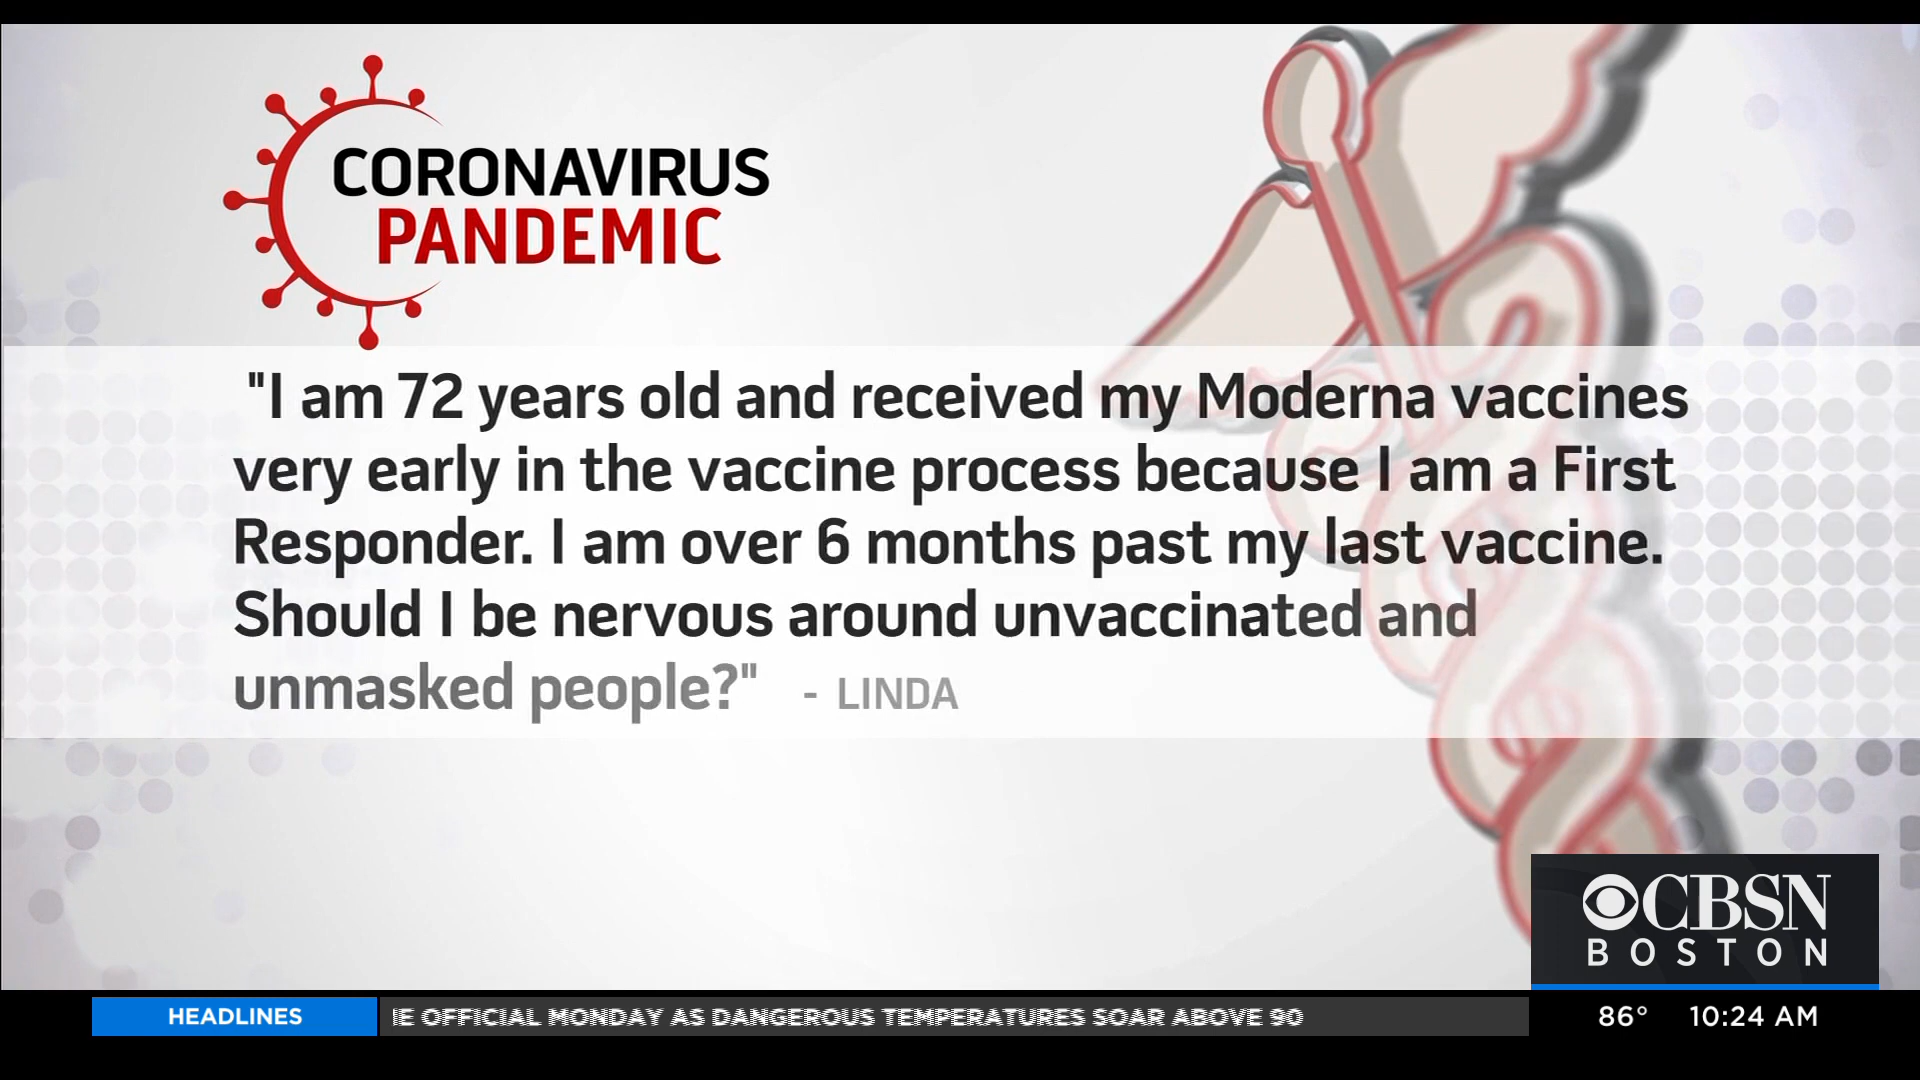 CORONAVIRUS
PANDEMIC
"I am 72 years old and received my Moderna vaccines
very early in the vaccine process because I am a First
Responder. I am over 6 months past my last vaccine.
Should I be nervous around unvaccinated and
unmasked people?" - LINDA
CBSN
BOSTON
HEADLINES
OFFICIAL MONDAY AS DANGEROUS TEMPERATURES SOAR ABOVE 90
86° 10:24 AM